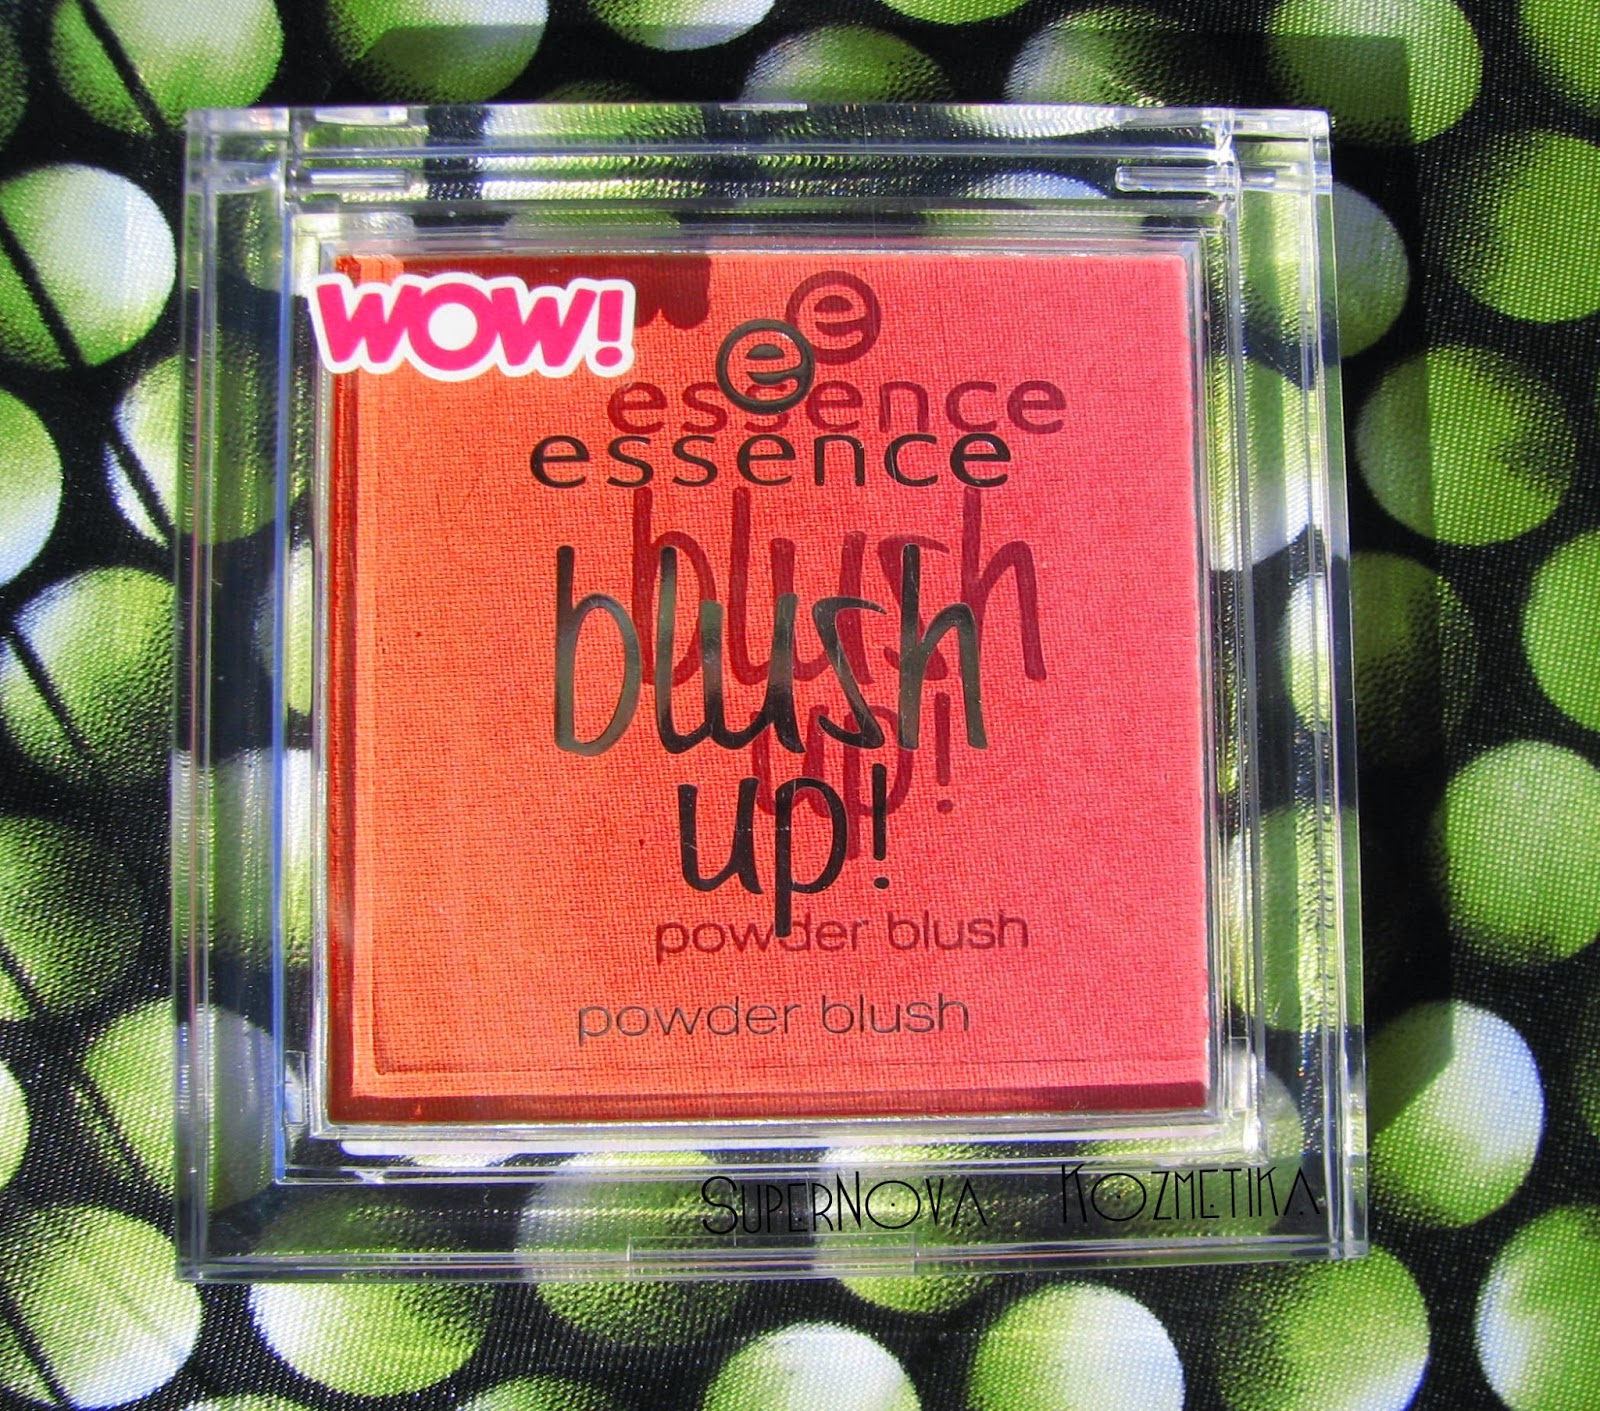 WOW!
e
essence
blush
up!
powder blush
SUPERNOVA KOZMETIKA